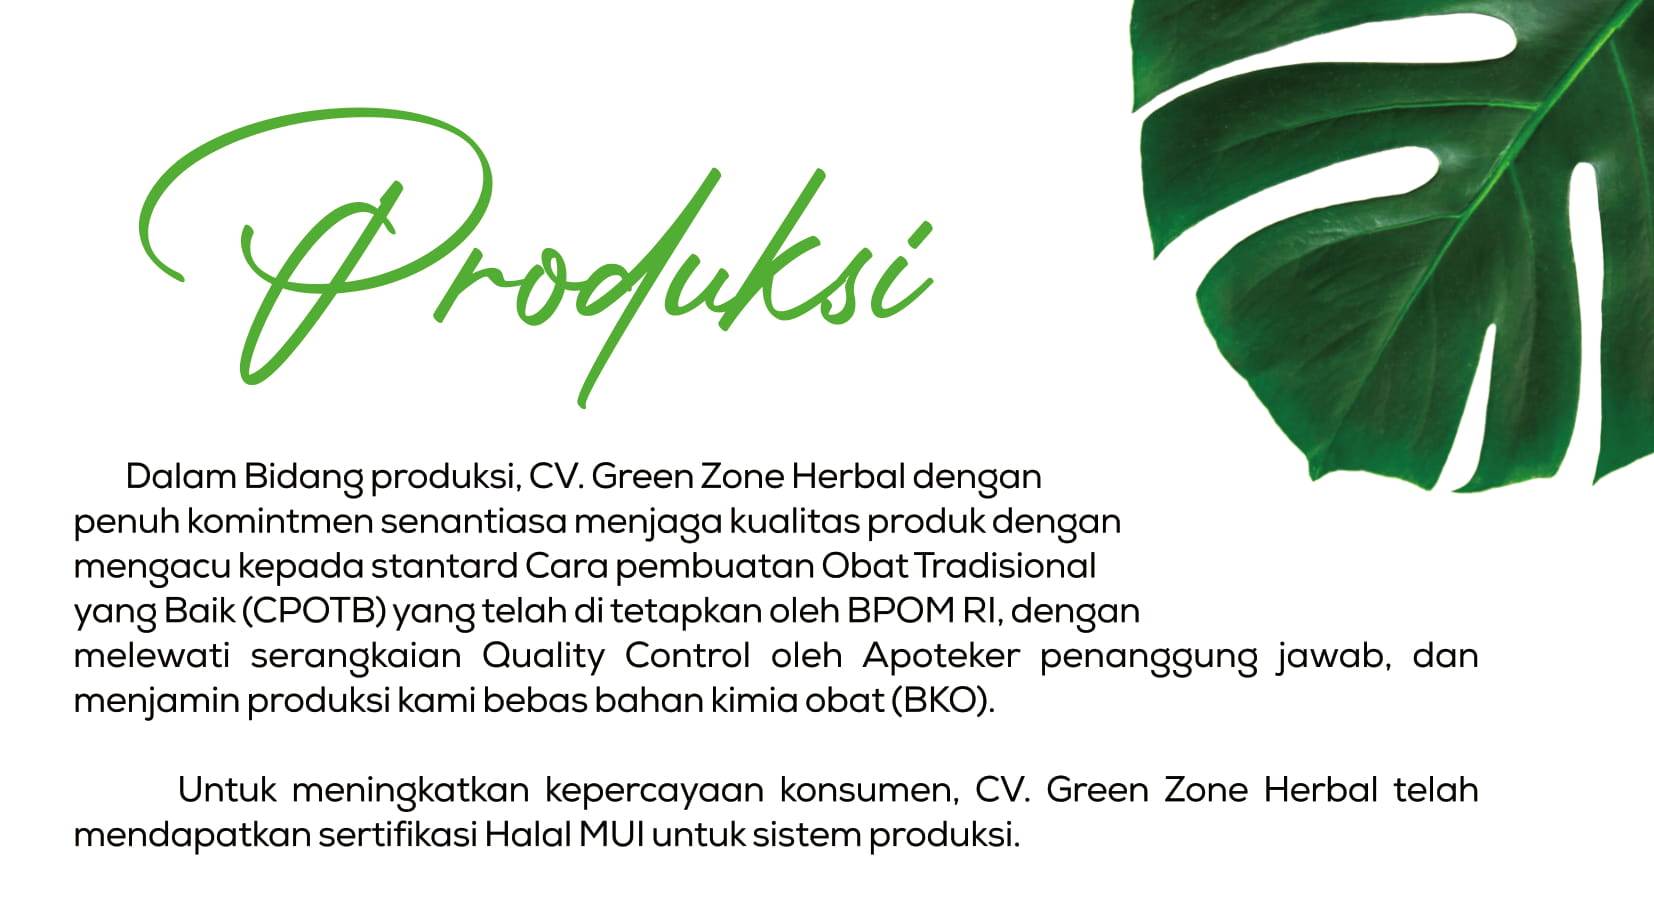 Produksi
Dalam Bidang produksi, CV. Green Zone Herbal dengan
penuh komintmen senantiasa menjaga kualitas produk dengan
mengacu kepada stantard Cara pembuatan Obat Tradisional
yang Baik (CPOTB) yang telah di tetapkan oleh BPOM RI, dengan
melewati serangkaian Quality Control oleh Apoteker penanggung jawab, dan
menjamin produksi kami bebas bahan kimia obat (BKO).
Untuk meningkatkan kepercayaan konsumen, CV. Green Zone Herbal telah
mendapatkan sertifikasi Halal MUI untuk sistem produksi.